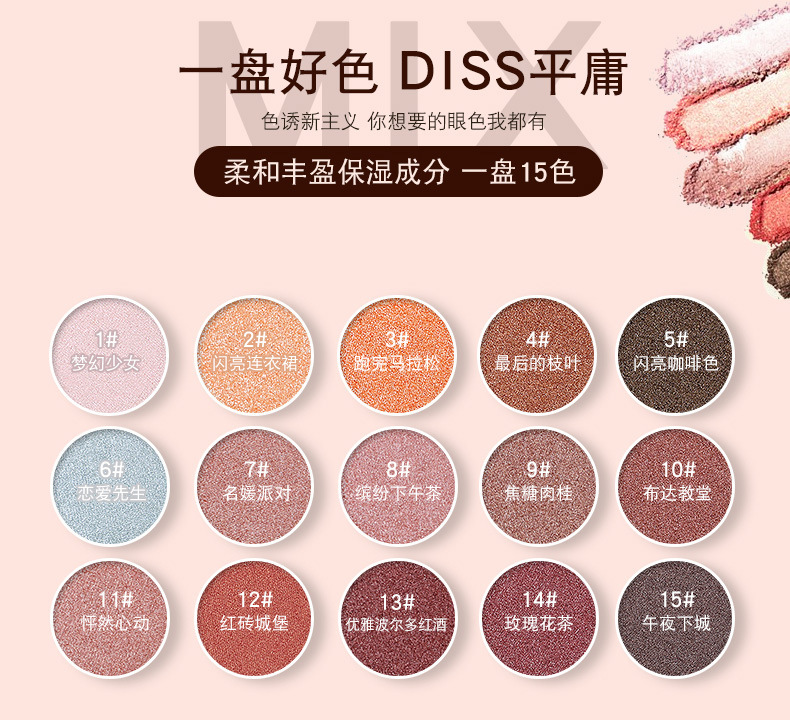 MIX
一盘好色 DISS平庸
色诱新主义 你想要的眼色我都有
柔和丰盈保湿成分 一盘15色
1#
梦幻少女
2#
闪亮连衣裙
3#
跑完马拉松
4#
最后的枝叶
5#
闪亮咖啡色
6#
恋爱先生
7#
名媛派对
8#
缤纷下午茶
9#
焦糖肉桂
10#
布达教堂
11#
怦然心动
12#
红砖城堡
13#
优雅波尔多红酒
14#
玫瑰花茶
15#
午夜下城